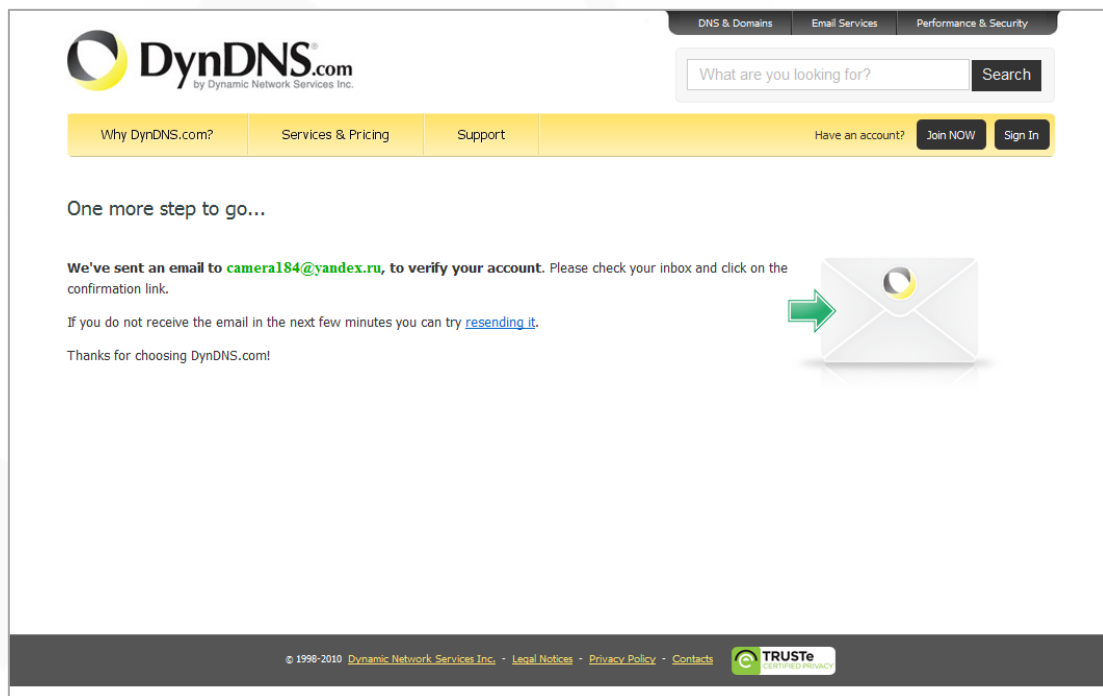 DNS & Domains Email Services Performance & Security
DynDNS.com
by Dynamic Network Services Inc.
What are you looking for? Search
Why DynDNS.com? Services & Pricing Support Have an account? Join NOW Sign In
One more step to go...
We've sent an email to camera184@yandex.ru, to verify your account. Please check your inbox and click on the
confirmation link.
If you do not receive the email in the next few minutes you can try resending it.
Thanks for choosing DynDNS.com!
© 1998-2010 Dynamic Network Services Inc. - Legal Notices - Privacy Policy - Contacts TRUSTe
CERTIFIED PRIVACY